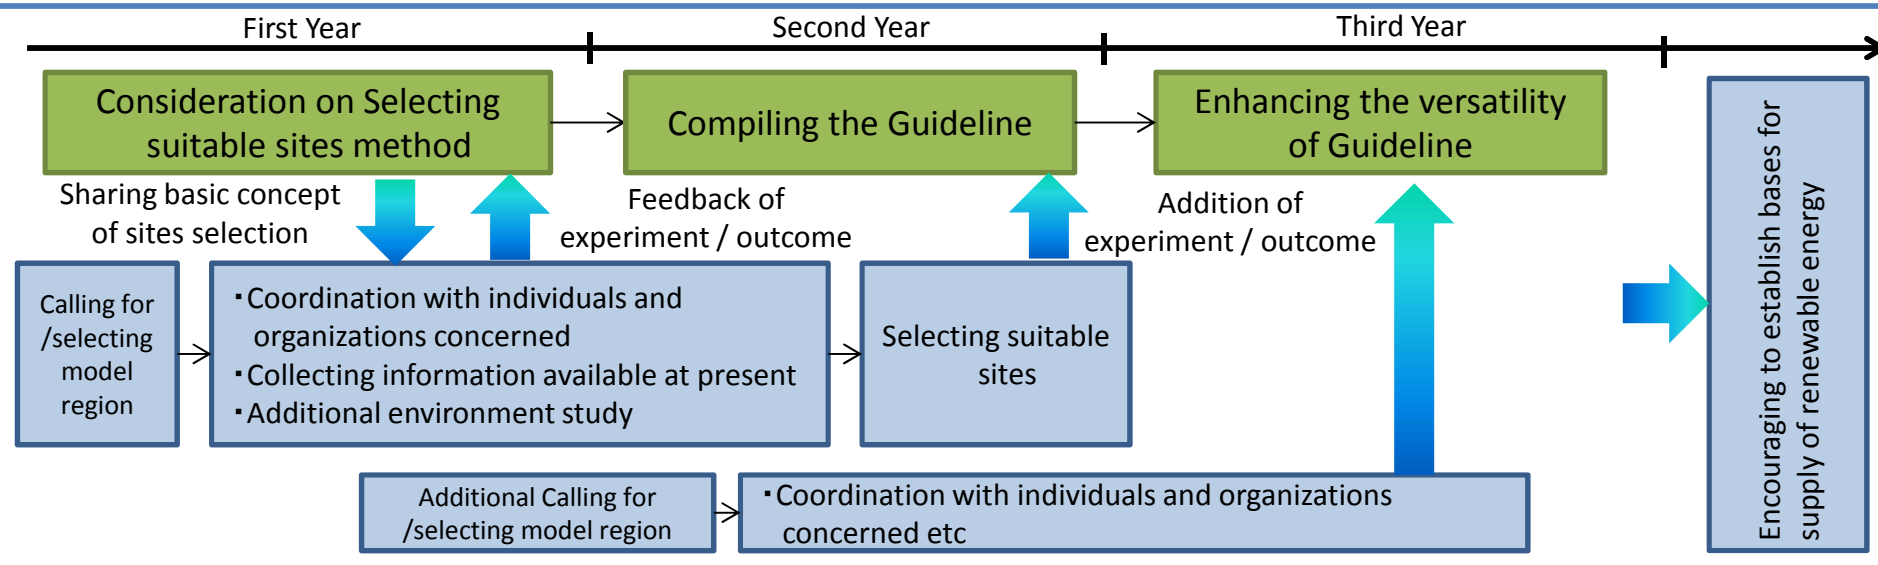 First Year
Second Year
Third Year
Consideration on Selecting
suitable sites method
Compiling the Guideline
Enhancing the versatility
of Guideline
Sharing basic concept
of sites selection
Feedback of
experiment / outcome
Addition of
experiment / outcome
Calling for
/selecting
model
region
・Coordination with individuals and
organizations concerned
・Collecting information available at present
・Additional environment study
Selecting suitable
sites
Additional Calling for
/selecting model region
・Coordination with individuals and organizations
concerned etc
Encouraging to establish bases for
supply of renewable energy